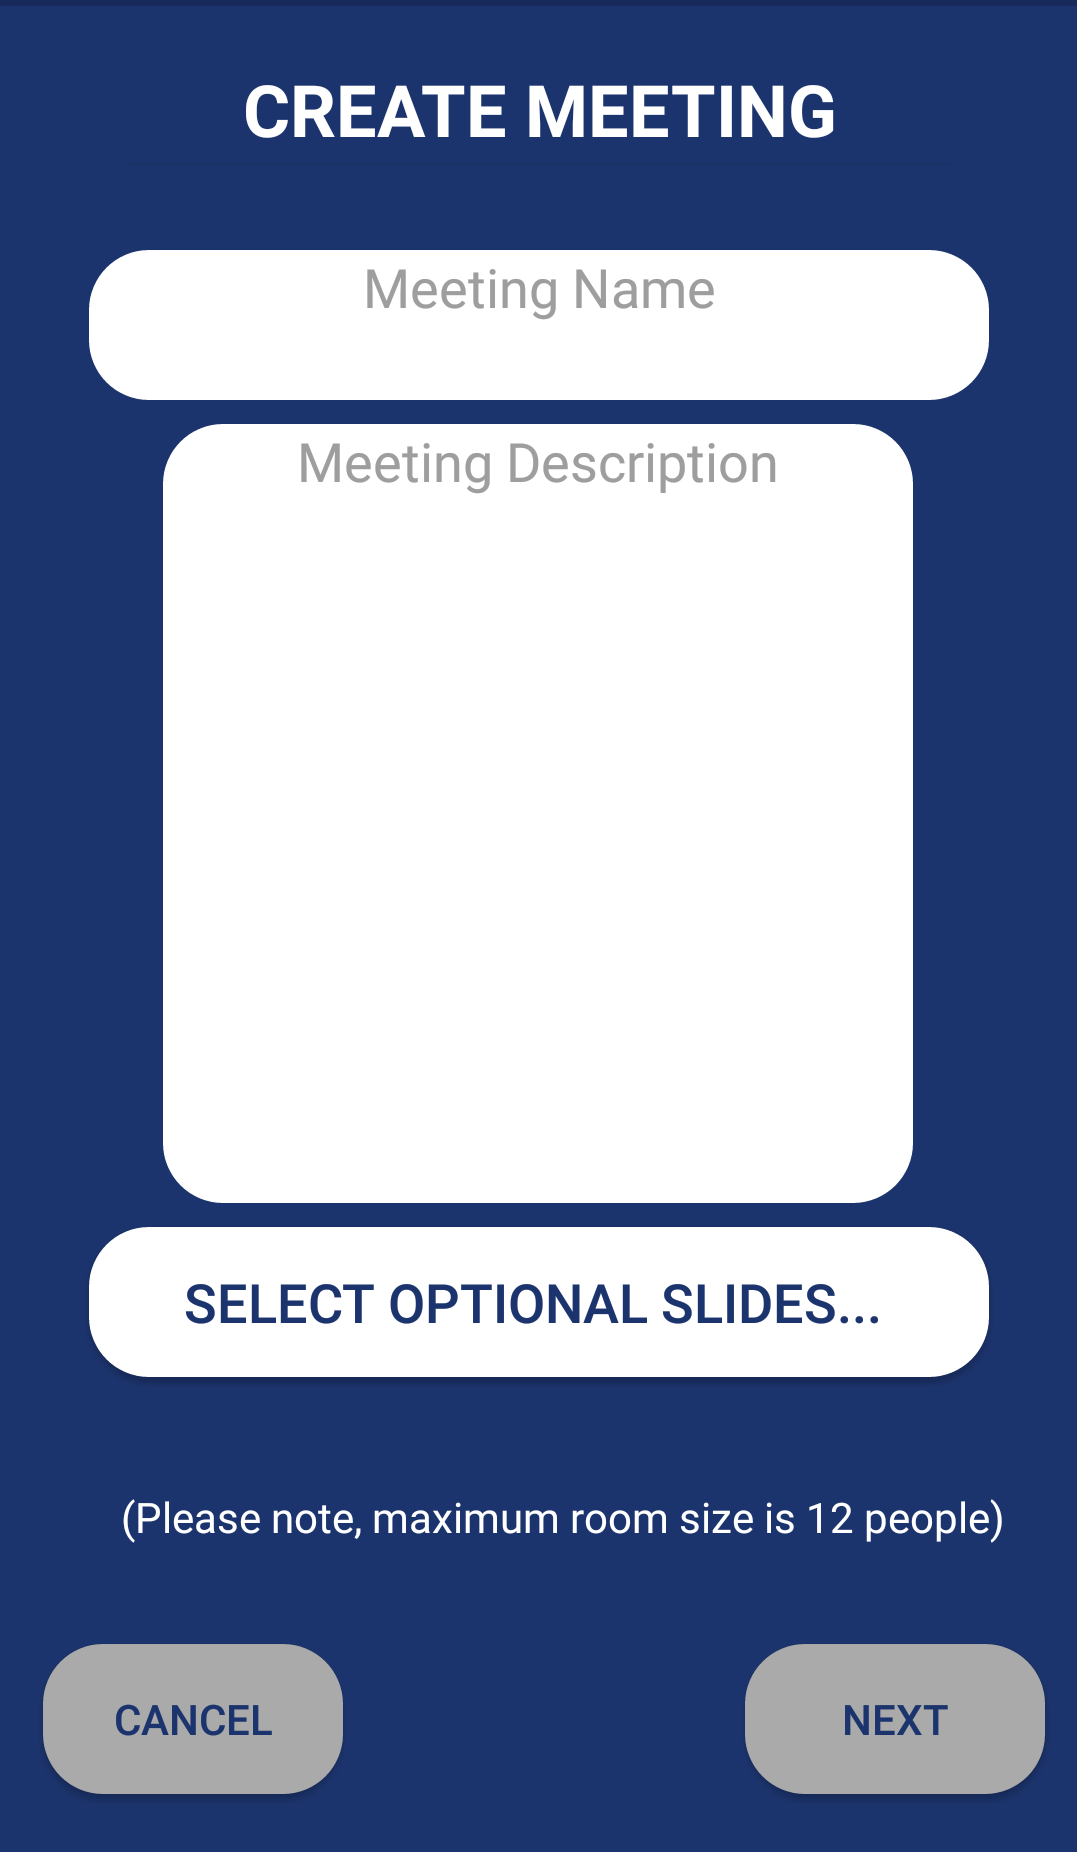 CREATE MEETING
Meeting Name
Meeting Description
SELECT OPTIONAL SLIDES...
(Please note, maximum room size is 12 people)
CANCEL
NEXT